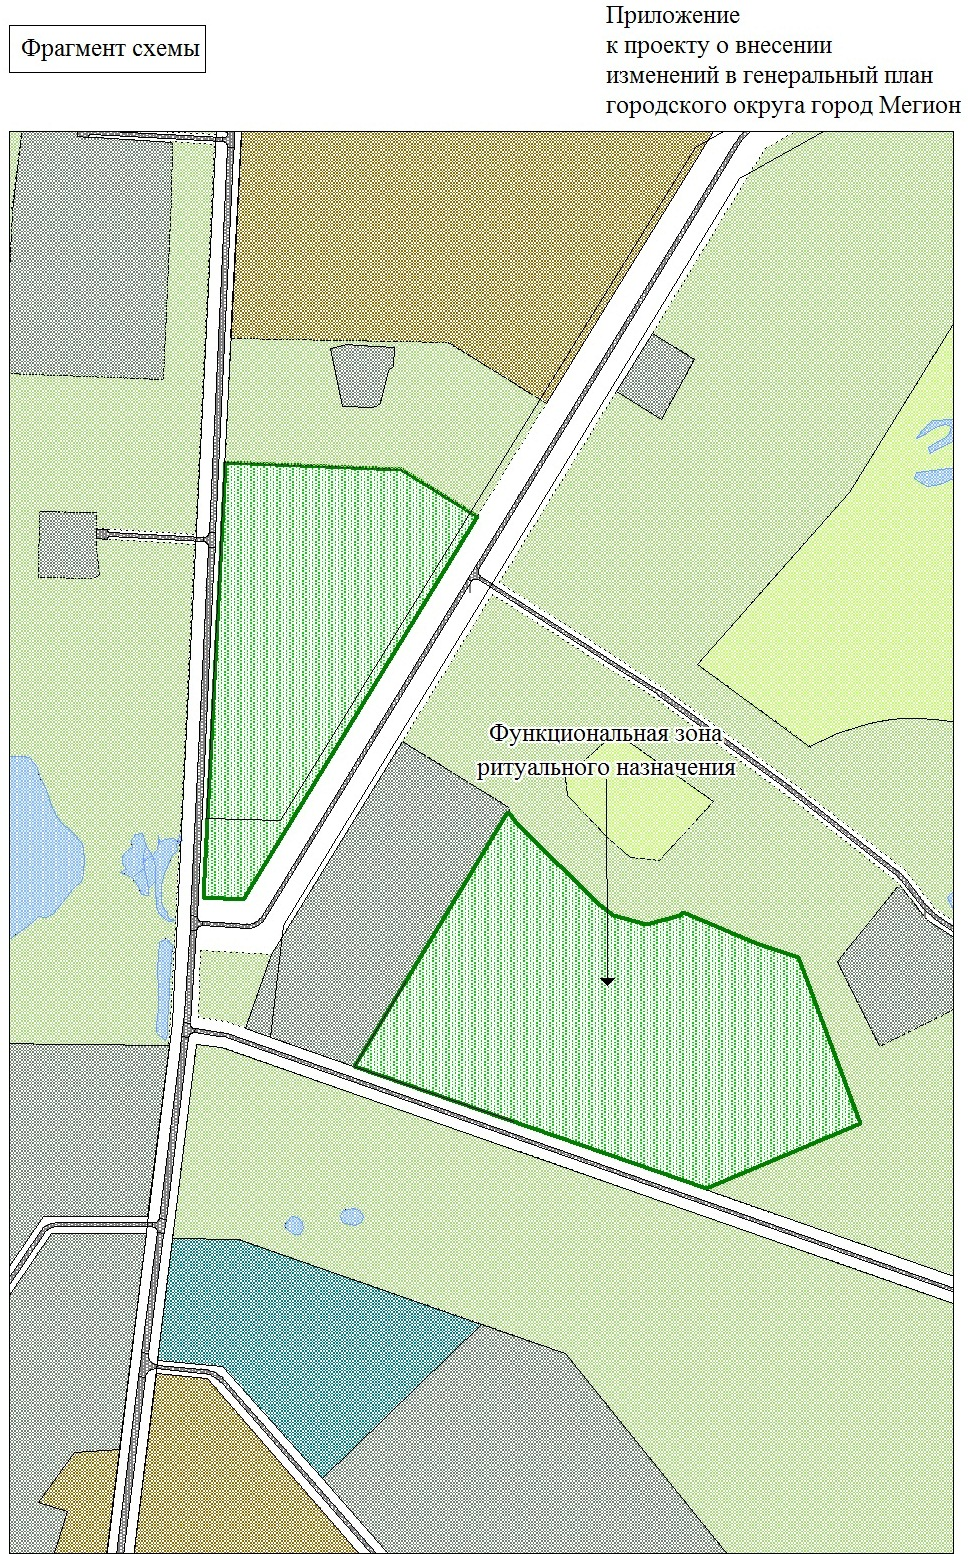 Фрагмент схемы
Приложение
к проекту о внесении
изменений в генеральный план
городского округа город Мегион
Функциональная зона
ритуального назначения